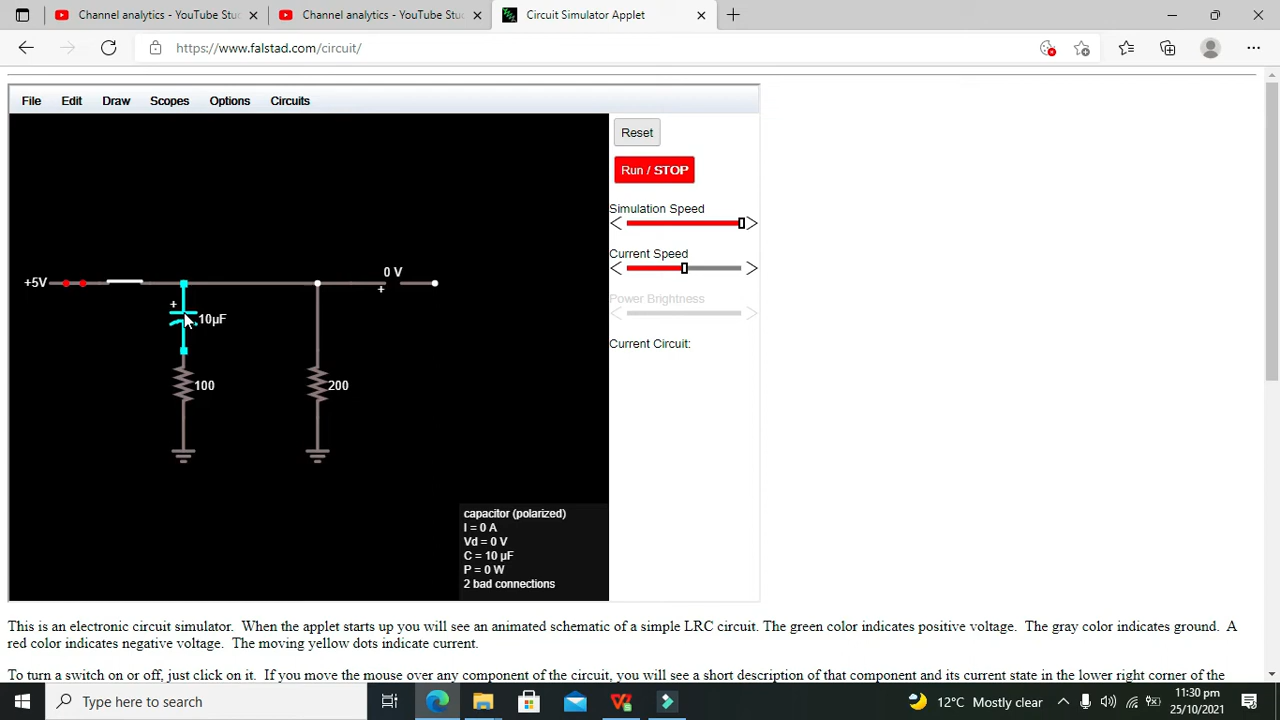 Channel analytics - YouTube Stu
Channel analytics - YouTube Stu
Circuit Simulator Applet
https://www.falstad.com/circuit/
File Edit Draw Scopes Options Circuits
Reset
Run / STOP
Simulation Speed
Current Speed
Power Brightness
Current Circuit:
+5V
0 V
+
+
10µF
100
200
capacitor (polarized)
I = 0 A
Vd = 0 V
C = 10 µF
P = 0 W
2 bad connections
This is an electronic circuit simulator. When the applet starts up you will see an animated schematic of a simple LRC circuit. The green color indicates positive voltage. The gray color indicates ground. A
red color indicates negative voltage. The moving yellow dots indicate current.
To turn a switch on or off, just click on it. If you move the mouse over any component of the circuit, you will see a short description of that component and its current state in the lower right corner of the
Type here to search
12°C Mostly clear
11:30 pm
25/10/2021